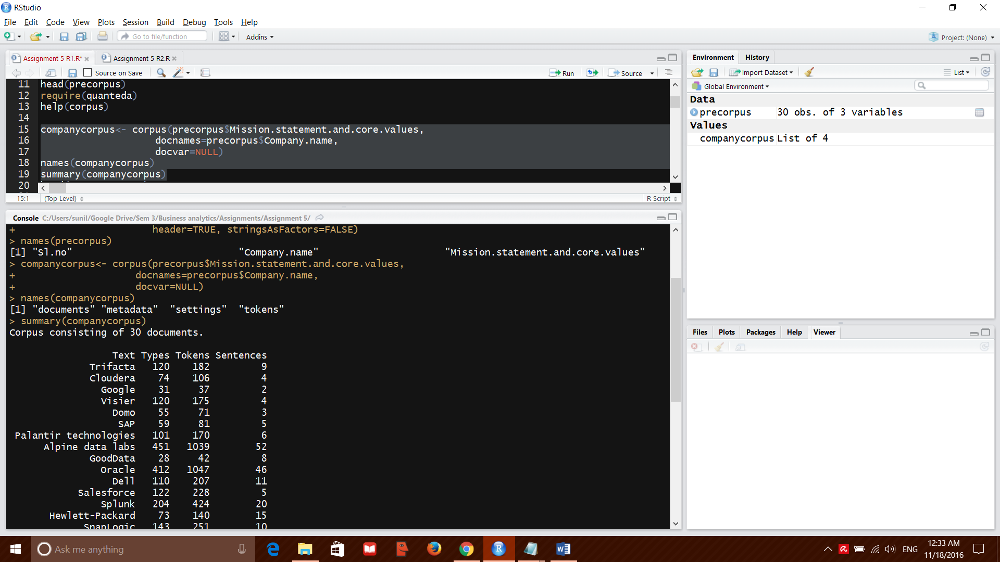 RStudio
File Edit Code View Plots Session Build Debug Tools Help
Go to file/function Addins Project: (None)
Assignment 5 R1.R* Assignment 5 R2.R
Source on Save Run Source
11 head(precorpus)
12 require(quanteda)
13 help(corpus)
14
15 companycorpus<- corpus(precorpus$Mission.statement.and.core.values,
16 docnames=precorpus$Company.name,
17 docvar=NULL)
18 names(companycorpus)
19 summary(companycorpus)
20
15:1 (Top Level) R Script
Console C:/Users/sunil/Google Drive/Sem 3/Business analytics/Assignments/Assignment 5/
+ header=TRUE, stringsAsFactors=FALSE)
> names(precorpus)
[1] "Sl.no" "Company.name" "Mission.statement.and.core.values"
> companycorpus<- corpus(precorpus$Mission.statement.and.core.values,
+ docnames=precorpus$Company.name,
+ docvar=NULL)
> names(companycorpus)
[1] "documents" "metadata" "settings" "tokens"
> summary(companycorpus)
Corpus consisting of 30 documents.
Text Types Tokens Sentences
Trifacta 120 182 9
Cloudera 74 106 4
Google 31 37 2
Visier 120 175 4
Domo 55 71 3
SAP 59 81 5
Palantir technologies 101 170 6
Alpine data labs 451 1039 52
GoodData 28 42 8
Oracle 412 1047 46
Dell 110 207 11
Salesforce 122 228 5
Splunk 204 424 20
Hewlett-Packard 73 140 15
SnapLogic 143 251 10
Environment History
Import Dataset List
Global Environment
Data
precorpus 30 obs. of 3 variables
Values
companycorpus List of 4
Files Plots Packages Help Viewer
Ask me anything
ENG
12:33 AM
11/18/2016